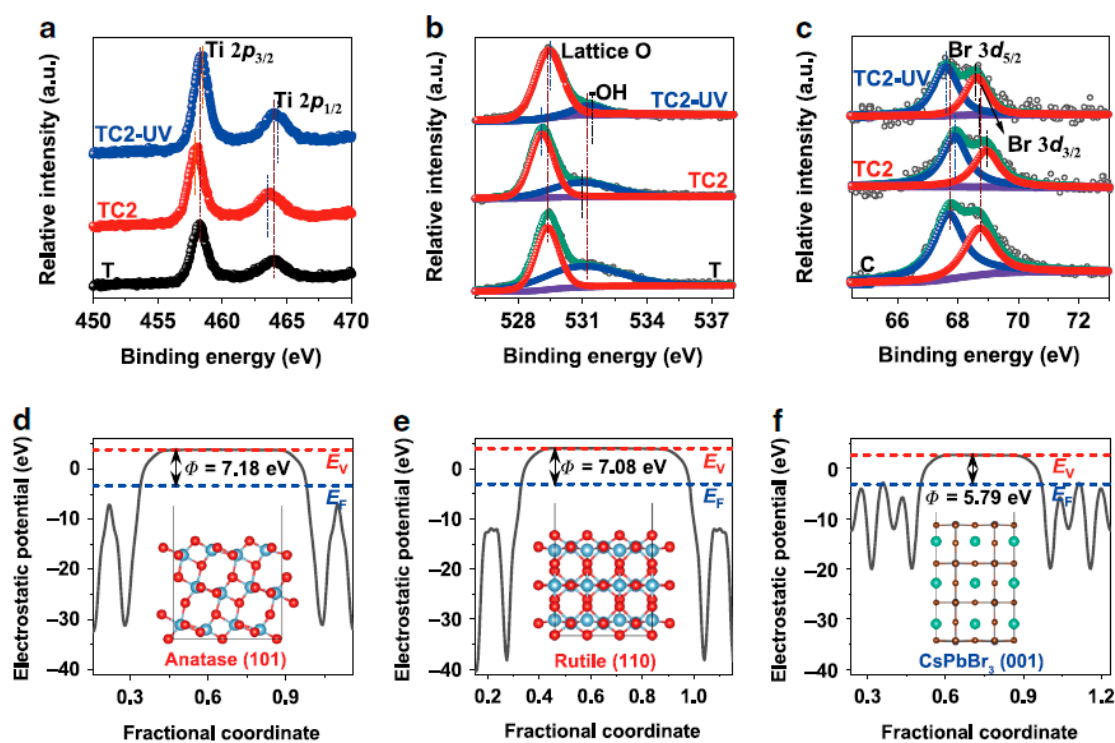 a
Relative intensity (a.u.)
Ti 2p3/2
Ti 2p1/2
TC2-UV
TC2
T
450 455 460 465 470
Binding energy (eV)
b
Relative intensity (a.u.)
Lattice O
-OH
TC2-UV
TC2
T
528 531 534 537
Binding energy (eV)
c
Relative intensity (a.u.)
Br 3d5/2
TC2-UV
Br 3d3/2
TC2
C
66 68 70 72
Binding energy (eV)
d
Electrostatic potential (eV)
0
−10
−20
−30
−40
Φ = 7.18 eV
EV
EF
Anatase (101)
0.3 0.6 0.9
Fractional coordinate
e
Electrostatic potential (eV)
0
−10
−20
−30
−40
Φ = 7.08 eV
EV
EF
Rutile (110)
0.2 0.4 0.6 0.8 1.0
Fractional coordinate
f
Electrostatic potential (eV)
0
−10
−20
−30
−40
EV
EF
Φ = 5.79 eV
CsPbBr3 (001)
0.3 0.6 0.9 1.2
Fractional coordinate